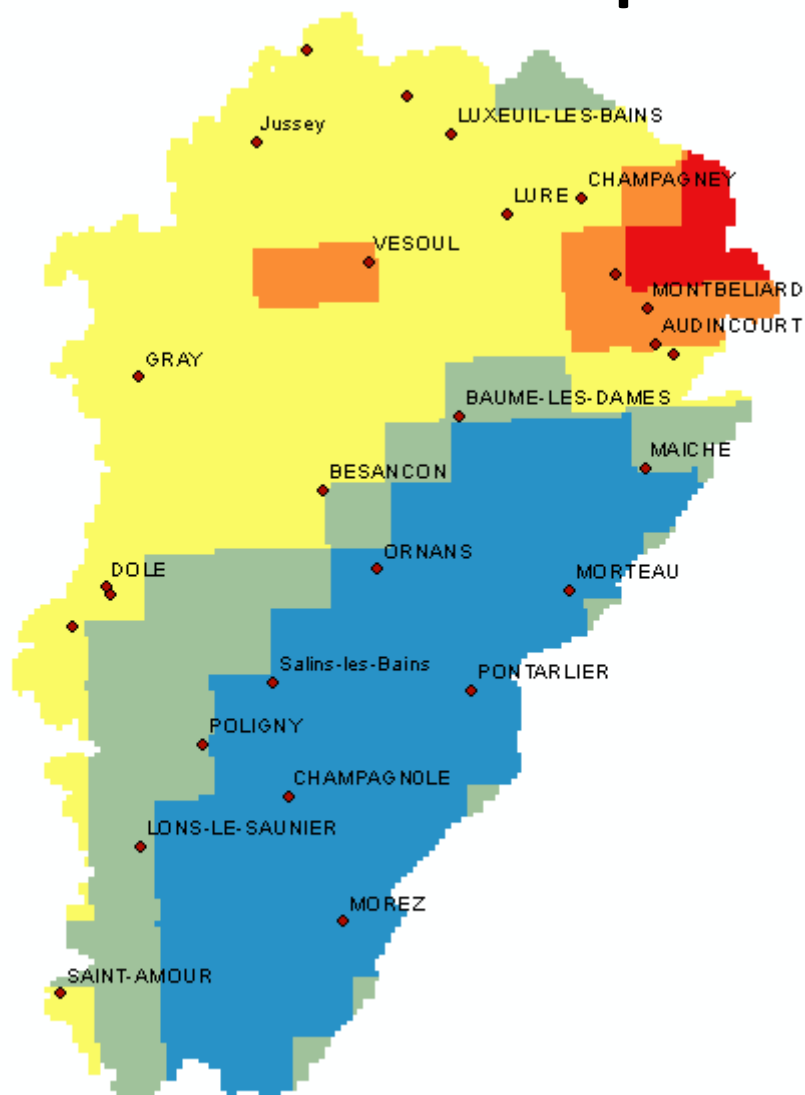 LUXEUIL-LES-BAINS
Jussey
CHAMPAGNEY
LURE
VESOUL
MONTBELIARD
AUDINCOURT
GRAY
BAUME-LES-DAMES
MAICHE
BESANCON
ORNANS
DOLE
MORTEAU
Salins-les-Bains
PONTARLIER
POLIGNY
CHAMPAGNOLE
LONS-LE-SAUNIER
MOREZ
SAINT-AMOUR